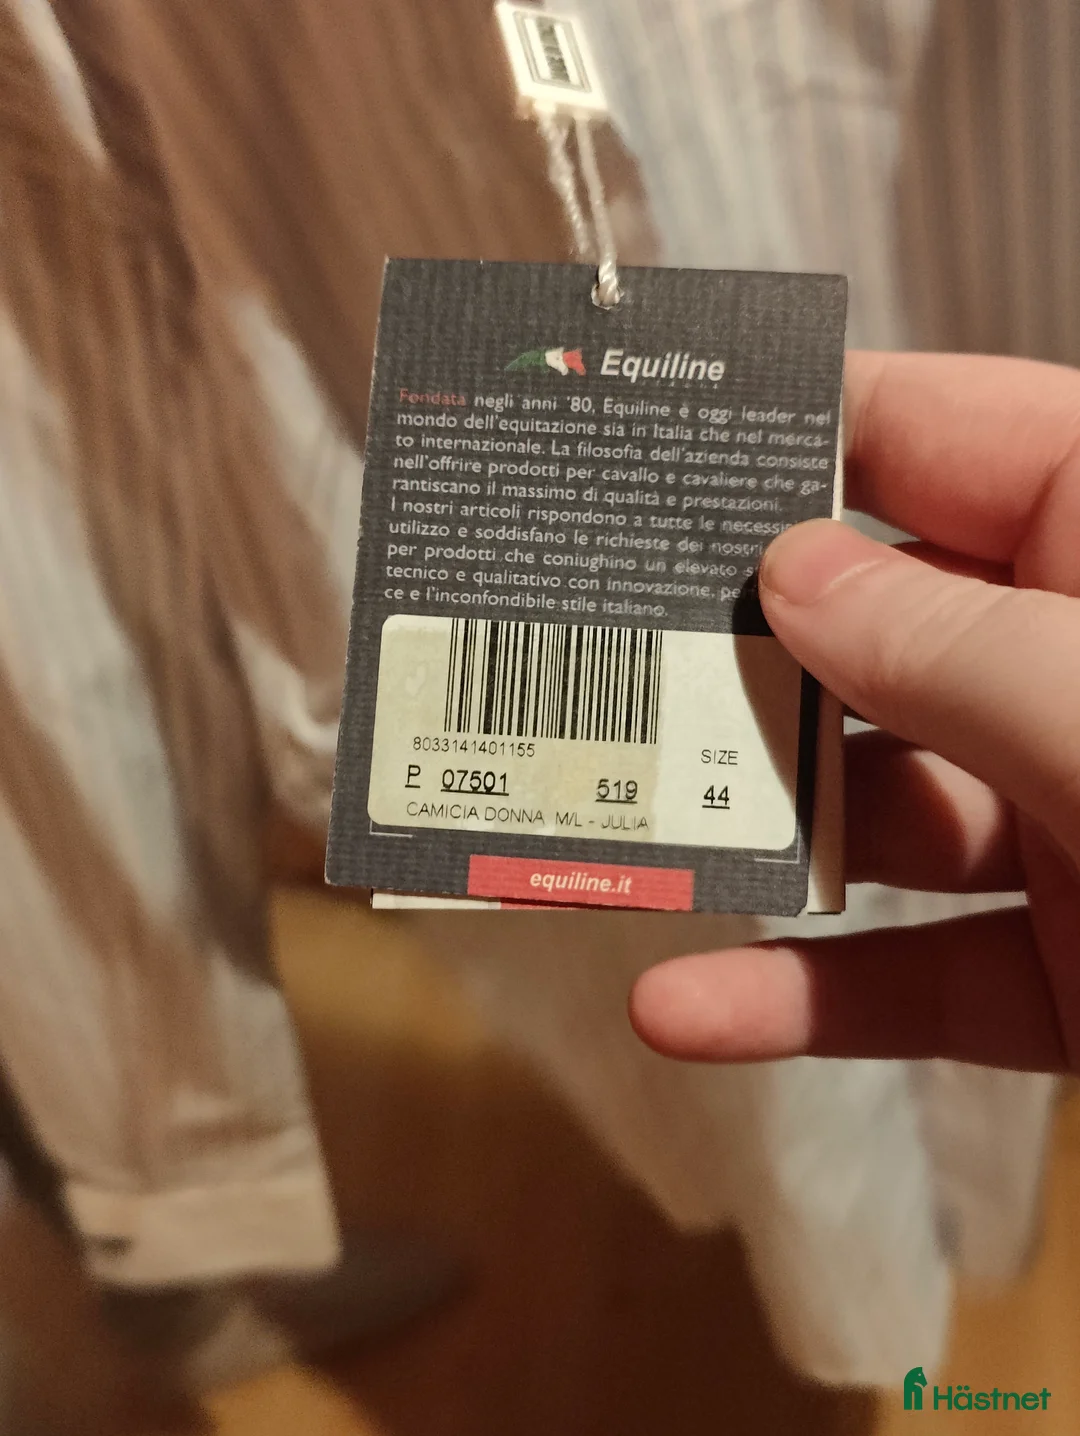 Equiline
Fondata negli anni '80, Equiline è oggi leader nel
mondo dell'equitazione sia in Italia che nel merca-
to internazionale. La filosofia dell'azienda consiste
nell'offrire prodotti per cavallo e cavaliere che ga-
rantiscano il massimo di qualità e prestazioni.
I nostri articoli rispondono a tutte le necessi
utilizzo e soddisfano le richieste dei nostri
per prodotti che coniughino un elevato s
tecnico e qualitativo con innovazione, per
ce e l'inconfondibile stile italiano.
8033141401155
SIZE
P 07501 519 44
CAMICIA DONNA M/L - JULIA
equiline.it
Hästnet